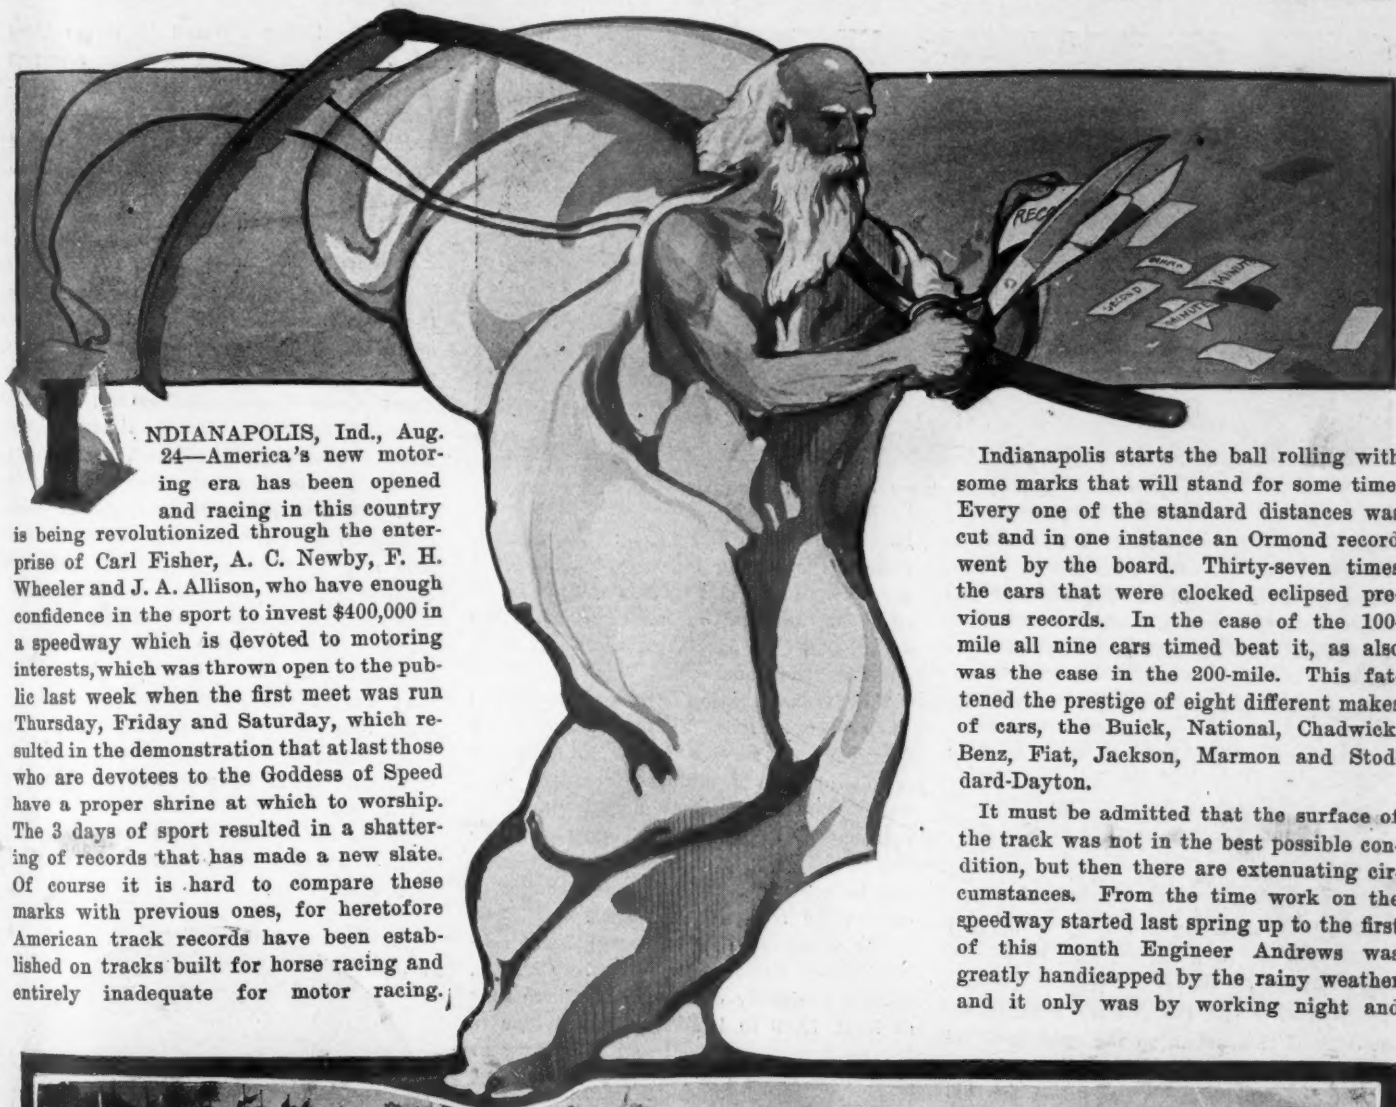 RECO
SECOND
MINUTE
MINUTE
NDIANAPOLIS, Ind., Aug.
24—America's new motor-
ing era has been opened
and racing in this country
is being revolutionized through the enter-
prise of Carl Fisher, A. C. Newby, F. H.
Wheeler and J. A. Allison, who have enough
confidence in the sport to invest $400,000 in
a speedway which is devoted to motoring
interests, which was thrown open to the pub-
lic last week when the first meet was run
Thursday, Friday and Saturday, which re-
sulted in the demonstration that at last those
who are devotees to the Goddess of Speed
have a proper shrine at which to worship.
The 3 days of sport resulted in a shatter-
ing of records that has made a new slate.
Of course it is hard to compare these
marks with previous ones, for heretofore
American track records have been estab-
lished on tracks built for horse racing and
entirely inadequate for motor racing.
Indianapolis starts the ball rolling with
some marks that will stand for some time
Every one of the standard distances was
cut and in one instance an Ormond record
went by the board. Thirty-seven times
the cars that were clocked eclipsed pre-
vious records. In the case of the 100-
mile all nine cars timed beat it, as also
was the case in the 200-mile. This fat-
tened the prestige of eight different makes
of cars, the Buick, National, Chadwick
Benz, Fiat, Jackson, Marmon and Stod-
dard-Dayton.
It must be admitted that the surface of
the track was not in the best possible con-
dition, but then there are extenuating cir-
cumstances. From the time work on the
speedway started last spring up to the first
of this month Engineer Andrews was
greatly handicapped by the rainy weather
and it only was by working night and